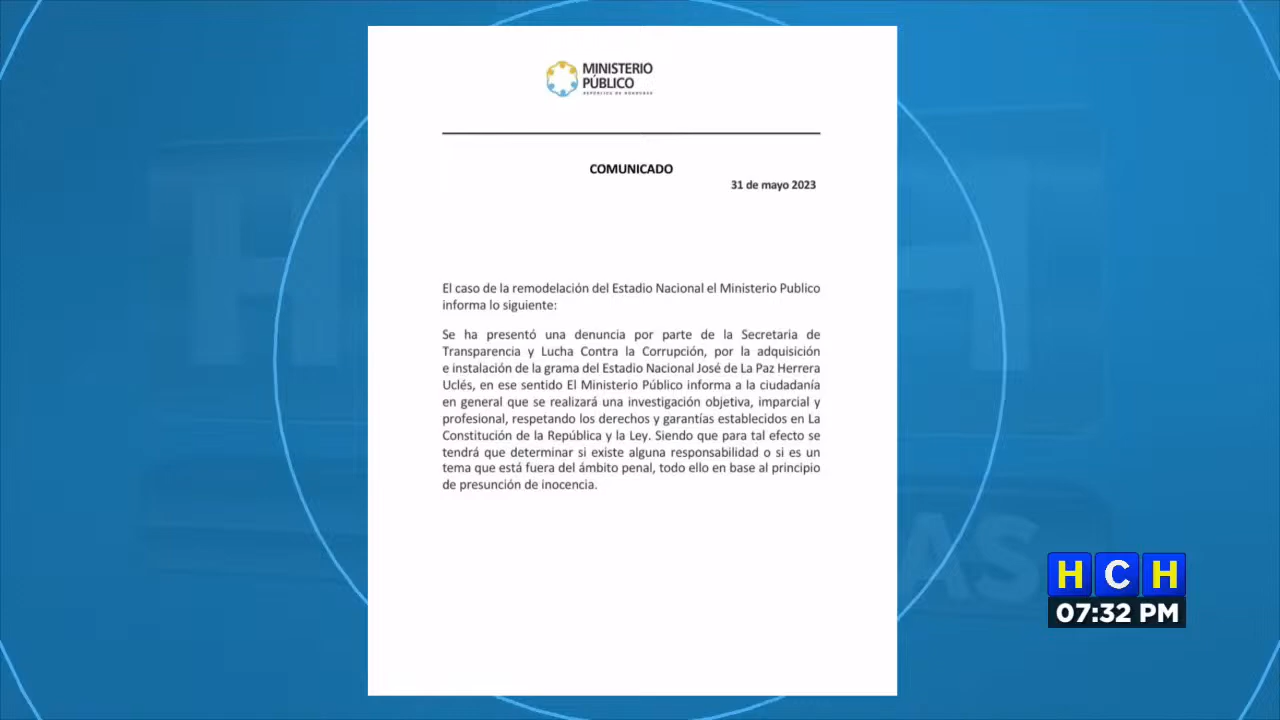 MINISTERIO
PÚBLICO
REPÚBLICA DE HONDURAS
COMUNICADO
31 de mayo 2023
El caso de la remodelación del Estadio Nacional el Ministerio Publico
informa lo siguiente:
Se ha presentó una denuncia por parte de la Secretaria de
Transparencia y Lucha Contra la Corrupción, por la adquisición
e instalación de la grama del Estadio Nacional José de La Paz Herrera
Uclés, en ese sentido El Ministerio Público informa a la ciudadanía
en general que se realizará una investigación objetiva, imparcial y
profesional, respetando los derechos y garantías establecidos en La
Constitución de la República y la Ley. Siendo que para tal efecto se
tendrá que determinar si existe alguna responsabilidad o si es un
tema que está fuera del ámbito penal, todo ello en base al principio
de presunción de inocencia.
HCH
07:32 PM